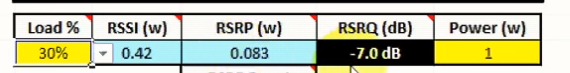 Load % RSSI (w) RSRP (w) RSRQ (dB) Power (w)
30% 0.42 0.083 -7.0 dB 1